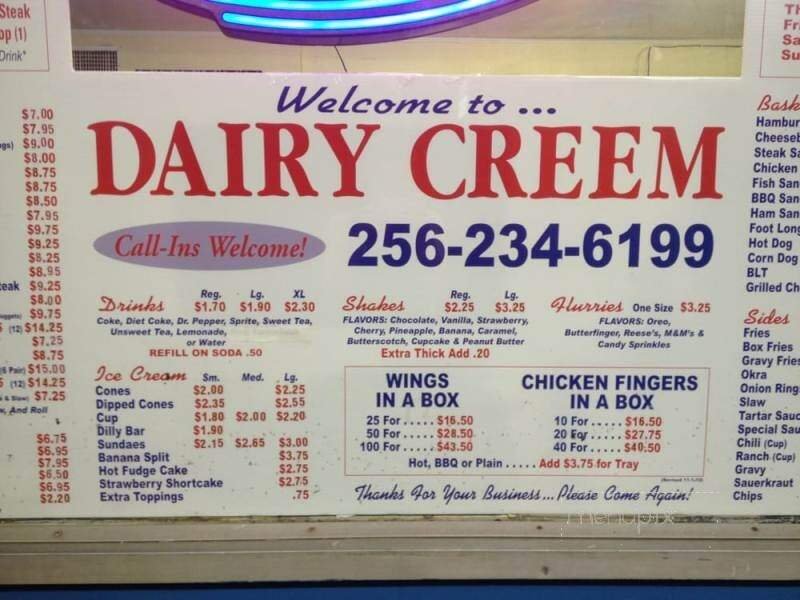 Steak
op (1)
Drink*
$7.00
$7.95
$9.00
$8.00
$8.75
$8.75
$8.50
$7.95
$9.75
$9.25
$8.25
$8.95
eak $9.25
$8.00
$9.75
(12) $14.25
$7.25
$8.75
(6 Pair) $15.00
(12) $14.25
& Slaw) $7.25
w, And Roll
$6.75
$6.95
$7.95
$6.50
$6.95
$2.20
Welcome to ...
DAIRY CREEM
Call-Ins Welcome!
256-234-6199
Reg. Lg. XL
Drinks $1.70 $1.90 $2.30
Coke, Diet Coke, Dr. Pepper, Sprite, Sweet Tea,
Unsweet Tea, Lemonade,
or Water
REFILL ON SODA .50
Reg. Lg.
Shakes $2.25 $3.25
FLAVORS: Chocolate, Vanilla, Strawberry,
Cherry, Pineapple, Banana, Caramel,
Butterscotch, Cupcake & Peanut Butter
Extra Thick Add .20
Flurries One Size $3.25
FLAVORS: Oreo,
Butterfinger, Reese's, M&M's &
Candy Sprinkles
Ice Cream Sm. Med. Lg.
Cones $2.00 $2.25
Dipped Cones $2.35 $2.55
Cup $1.80 $2.00 $2.20
Dilly Bar $1.90
Sundaes $2.15 $2.65 $3.00
Banana Split $3.75
Hot Fudge Cake $2.75
Strawberry Shortcake $2.75
Extra Toppings .75
WINGS
IN A BOX
25 For..... $16.50
50 For..... $28.50
100 For.... $43.50
CHICKEN FINGERS
IN A BOX
10 For..... $16.50
20 For..... $27.75
40 For..... $40.50
Hot, BBQ or Plain ..... Add $3.75 for Tray
Thanks For Your Business... Please Come Again!
menupix
Th
Fr
Sa
Su
Bask
Hambur
Cheeseb
Steak Sa
Chicken
Fish San
BBQ San
Ham San
Foot Long
Hot Dog
Corn Dog
BLT
Grilled Ch
Sides
Fries
Box Fries
Gravy Fries
Okra
Onion Ring
Slaw
Tartar Sauc
Special Sau
Chili (Cup)
Ranch (Cup)
Gravy
Sauerkraut
Chips